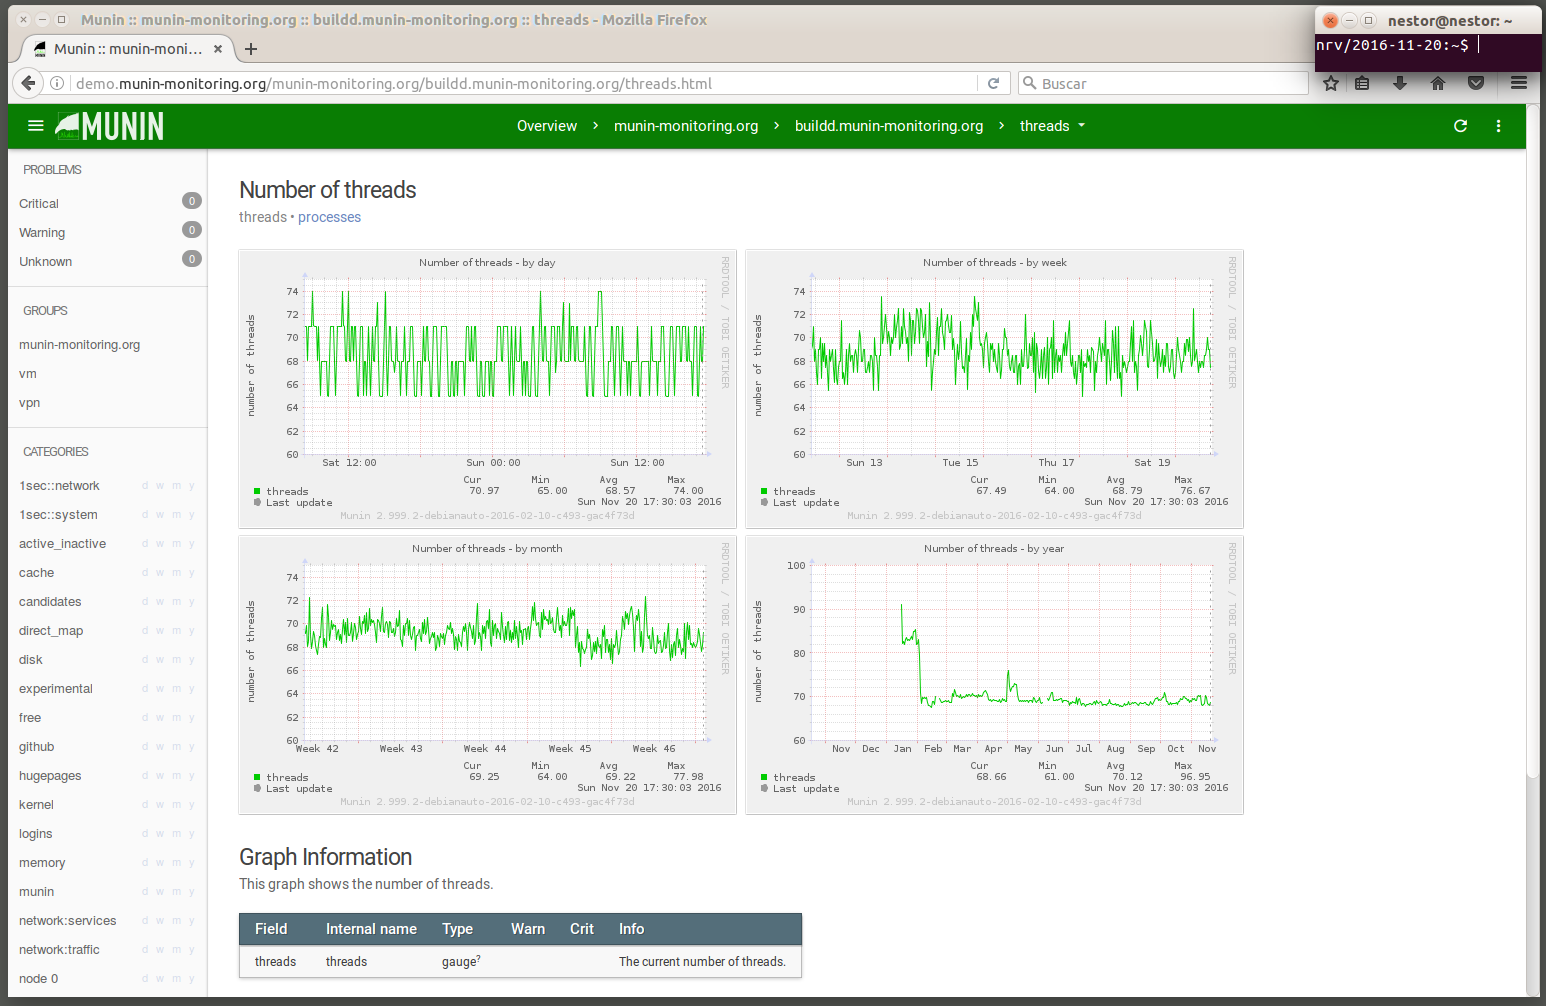 Munin :: munin-monitoring.org :: buildd.munin-monitoring.org :: threads - Mozilla Firefox
nestor@nestor: ~
nrv/2016-11-20:~$
Munin :: munin-moni...
demo.munin-monitoring.org/munin-monitoring.org/buildd.munin-monitoring.org/threads.html
Buscar
MUNIN
Overview
munin-monitoring.org
buildd.munin-monitoring.org
threads
PROBLEMS
Critical 0
Warning 0
Unknown 0
GROUPS
munin-monitoring.org
vm
vpn
CATEGORIES
1sec::network d w m y
1sec::system d w m y
active_inactive d w m y
cache d w m y
candidates d w m y
direct_map d w m y
disk d w m y
experimental d w m y
free d w m y
github d w m y
hugepages d w m y
kernel d w m y
logins d w m y
memory d w m y
munin d w m y
network:services d w m y
network:traffic d w m y
node 0 d w m y
Number of threads
threads • processes
Number of threads - by day
RRDTOOL / TOBI OETIKER
number of threads
74
72
70
68
66
64
62
60
Sat 12:00 Sun 00:00 Sun 12:00
Cur Min Avg Max
threads 70.97 65.00 68.57 74.00
Last update Sun Nov 20 17:30:03 2016
Munin 2.999.2-debianauto-2016-02-10-c493-gac4f73d
Number of threads - by week
RRDTOOL / TOBI OETIKER
number of threads
74
72
70
68
66
64
62
60
Sun 13 Tue 15 Thu 17 Sat 19
Cur Min Avg Max
threads 67.49 64.00 68.79 76.67
Last update Sun Nov 20 17:30:03 2016
Munin 2.999.2-debianauto-2016-02-10-c493-gac4f73d
Number of threads - by month
RRDTOOL / TOBI OETIKER
number of threads
74
72
70
68
66
64
62
60
Week 42 Week 43 Week 44 Week 45 Week 46
Cur Min Avg Max
threads 69.25 64.00 69.22 77.98
Last update Sun Nov 20 17:30:03 2016
Munin 2.999.2-debianauto-2016-02-10-c493-gac4f73d
Number of threads - by year
RRDTOOL / TOBI OETIKER
number of threads
100
90
80
70
60
Nov Dec Jan Feb Mar Apr May Jun Jul Aug Sep Oct Nov
Cur Min Avg Max
threads 68.66 61.00 70.12 96.95
Last update Sun Nov 20 17:30:03 2016
Munin 2.999.2-debianauto-2016-02-10-c493-gac4f73d
Graph Information
This graph shows the number of threads.
Field Internal name Type Warn Crit Info
threads threads gauge? The current number of threads.